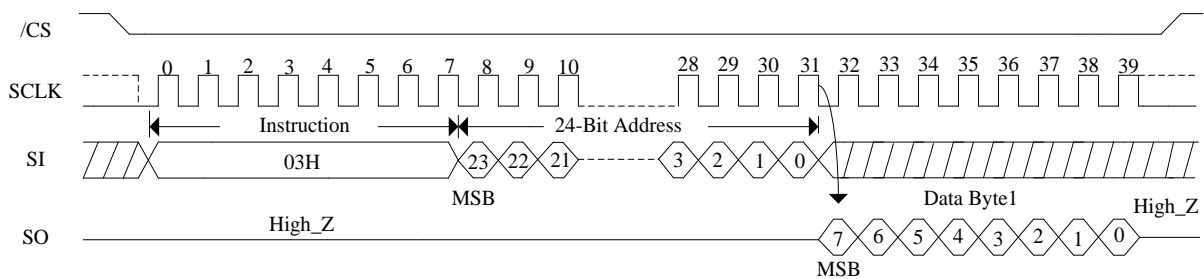 /CS
0 1 2 3 4 5 6 7 8 9 10 28 29 30 31 32 33 34 35 36 37 38 39
SCLK
Instruction 24-Bit Address
SI 03H 23 22 21 3 2 1 0
MSB Data Byte1
High_Z High_Z
SO 7 6 5 4 3 2 1 0
MSB